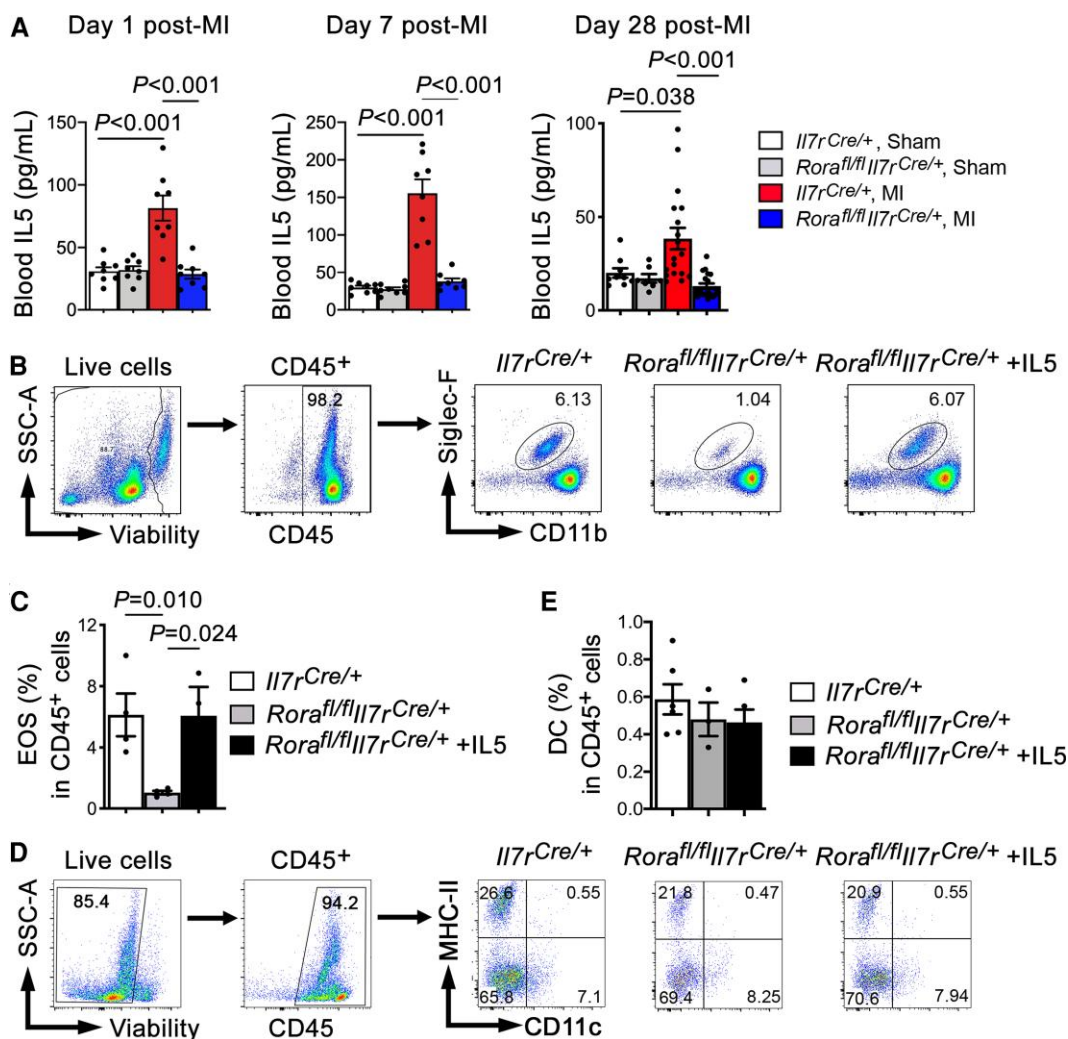 A
Day 1 post-MI
Day 7 post-MI
Day 28 post-MI
P<0.001
P<0.001
Blood IL5 (pg/mL)
150
100
50
0
P<0.001
P<0.001
Blood IL5 (pg/mL)
250
200
150
100
50
0
P<0.001
P=0.038
Blood IL5 (pg/mL)
100
50
0
Il7rCre/+, Sham
Rorafl/flIl7rCre/+, Sham
Il7rCre/+, MI
Rorafl/flIl7rCre/+, MI
B
Live cells
CD45+
Il7rCre/+
Rorafl/flIl7rCre/+
Rorafl/flIl7rCre/+ +IL5
SSC-A
88.7
Viability
98.2
CD45
Siglec-F
6.13
1.04
6.07
CD11b
C
P=0.010
P=0.024
EOS (%)
in CD45+ cells
12
8
4
0
Il7rCre/+
Rorafl/flIl7rCre/+
Rorafl/flIl7rCre/+ +IL5
E
DC (%)
in CD45+ cells
1.0
0.8
0.6
0.4
0.2
0.0
Il7rCre/+
Rorafl/flIl7rCre/+
Rorafl/flIl7rCre/+ +IL5
D
Live cells
CD45+
Il7rCre/+
Rorafl/flIl7rCre/+
Rorafl/flIl7rCre/+ +IL5
SSC-A
85.4
Viability
94.2
CD45
MHC-II
26.6 0.55
65.8 7.1
21.8 0.47
69.4 8.25
20.9 0.55
70.6 7.94
CD11c